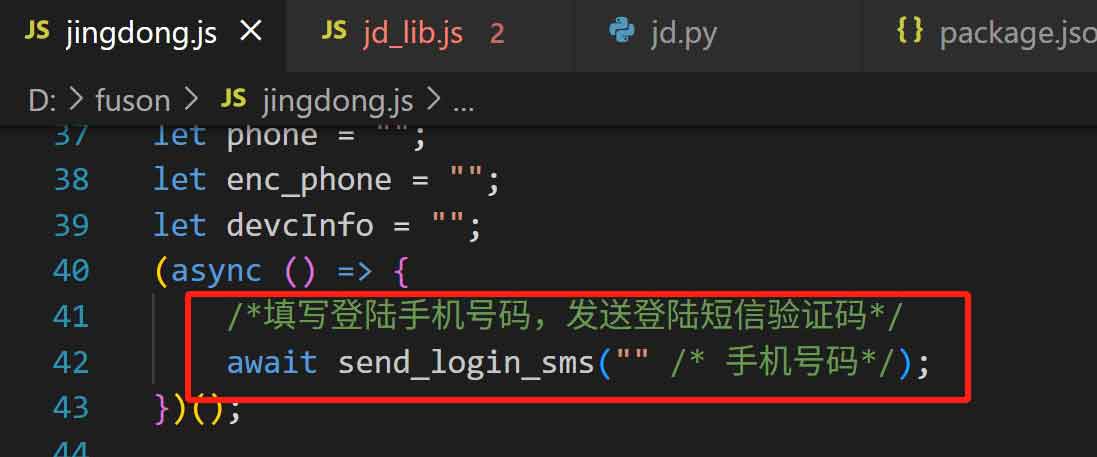 JS jingdong.js × JS jd_lib.js 2 jd.py {} package.jso
D: > fuson > JS jingdong.js > ...
37 let phone = "";
38 let enc_phone = "";
39 let devcInfo = "";
40 (async () => {
41 /*填写登陆手机号码，发送登陆短信验证码*/
42 await send_login_sms("" /* 手机号码*/);
43 })();
44